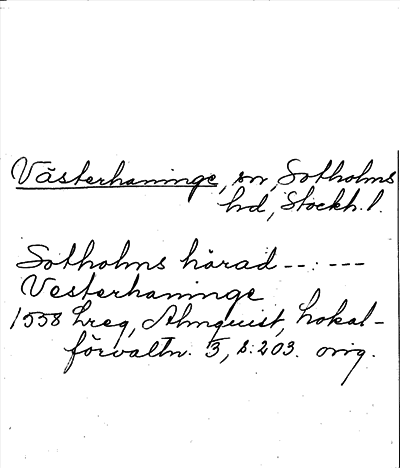 Västerhaninge, sn, Sotholms
hd, Stockh. l.
Sotholms härad --:---
Vesterhaninge
1558 Lreg, Almquist, Lokal-
förvaltn. 3, s. 203. orig.